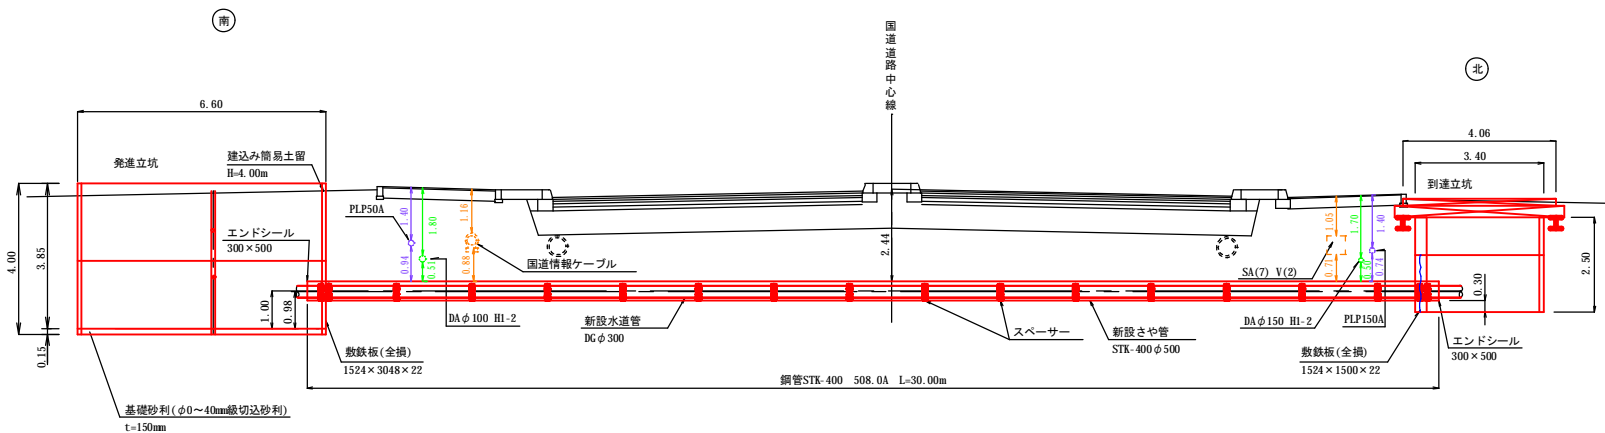 南
国道道路中心線
北
6.60
4.06
3.40
発進立坑
建込み簡易土留
H=4.00m
到達立坑
PLP50A
1.40
1.80
1.16
1.05
1.70
1.40
エンドシール
300×500
4.00
3.85
0.94
0.51
0.88
国道情報ケーブル
2.44
SA(7) V(2)
0.71
0.50
0.74
0.30
2.50
1.00
0.98
DAφ100 H1-2
新設水道管
DGφ300
スペーサー
新設さや管
STK-400φ500
DAφ150 H1-2
PLP150A
0.15
敷鉄板(全損)
1524×3048×22
敷鉄板(全損)
1524×1500×22
エンドシール
300×500
鋼管STK-400 508.0A L=30.00m
基礎砂利(φ0～40mm級切込砂利)
t=150mm